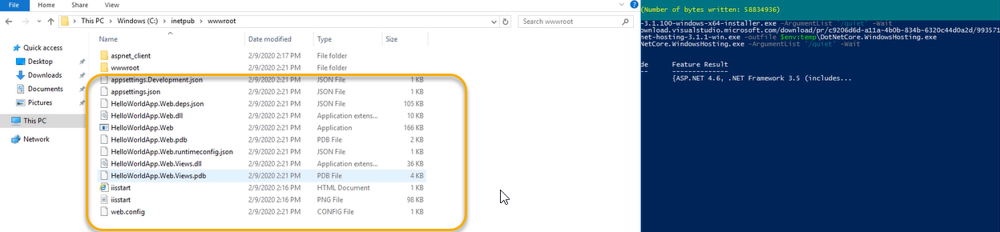 File Home Share View
This PC > Windows (C:) > inetpub > wwwroot
Search wwwroot
Name Date modified Type Size
Quick access
Desktop
Downloads
Documents
Pictures
This PC
Network
aspnet_client 2/9/2020 2:17 PM File folder
wwwroot 2/9/2020 2:21 PM File folder
appsettings.Development.json 2/9/2020 2:21 PM JSON File 1 KB
appsettings.json 2/9/2020 2:21 PM JSON File 1 KB
HelloWorldApp.Web.deps.json 2/9/2020 2:21 PM JSON File 105 KB
HelloWorldApp.Web.dll 2/9/2020 2:21 PM Application extens... 10 KB
HelloWorldApp.Web 2/9/2020 2:21 PM Application 166 KB
HelloWorldApp.Web.pdb 2/9/2020 2:21 PM PDB File 2 KB
HelloWorldApp.Web.runtimeconfig.json 2/9/2020 2:21 PM JSON File 1 KB
HelloWorldApp.Web.Views.dll 2/9/2020 2:21 PM Application extens... 36 KB
HelloWorldApp.Web.Views.pdb 2/9/2020 2:21 PM PDB File 4 KB
iisstart 2/9/2020 2:16 PM HTML Document 1 KB
iisstart 2/9/2020 2:16 PM PNG File 98 KB
web.config 2/9/2020 2:21 PM CONFIG File 1 KB
(Number of bytes written: 58834936)
-3.1.100-windows-x64-installer.exe -ArgumentList '/quiet' -Wait
ownload.visualstudio.microsoft.com/download/pr/c9206d6d-a11a-4b0b-834b-6320c44d0a2d/993571
net-hosting-3.1.1-win.exe -outfile $env:temp\DotNetCore.WindowsHosting.exe
NetCore.WindowsHosting.exe -ArgumentList '/quiet' -Wait
de Feature Result
-- --------------
{ASP.NET 4.6, .NET Framework 3.5 (includes...